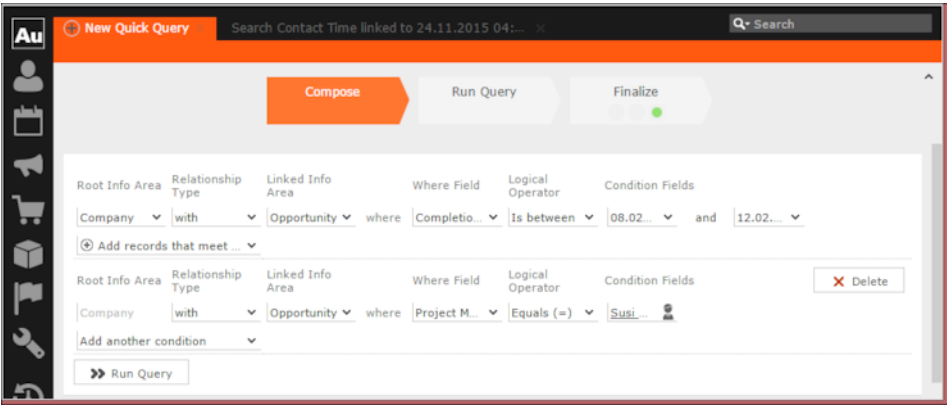 Au
New Quick Query
Search Contact Time linked to 24.11.2015 04:...
Search
Compose
Run Query
Finalize
Root Info Area Relationship Type Linked Info Area Where Field Logical Operator Condition Fields
Company with Opportunity where Completio... Is between 08.02... and 12.02....
Add records that meet ...
Root Info Area Relationship Type Linked Info Area Where Field Logical Operator Condition Fields Delete
Company with Opportunity where Project M... Equals (=) Susi ...
Add another condition
Run Query